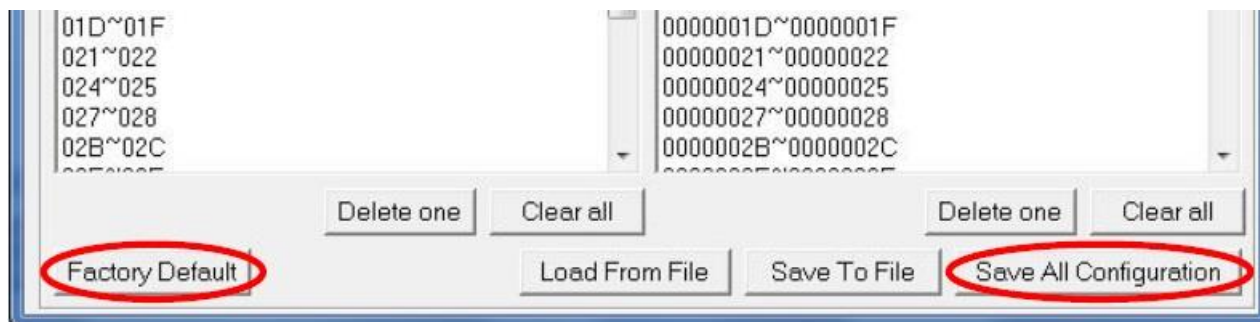 01D~01F
021~022
024~025
027~028
02B~02C
0000001D~0000001F
00000021~00000022
00000024~00000025
00000027~00000028
0000002B~0000002C
Delete one Clear all Delete one Clear all
Factory Default Load From File Save To File Save All Configuration